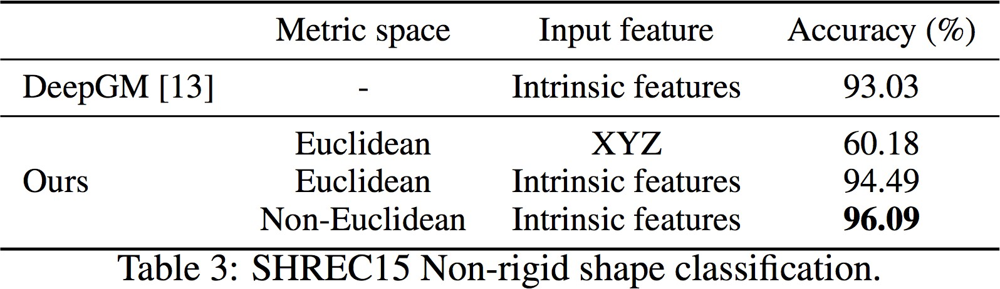 Metric space Input feature Accuracy (%)
DeepGM [13] - Intrinsic features 93.03
Euclidean XYZ 60.18
Ours Euclidean Intrinsic features 94.49
Non-Euclidean Intrinsic features 96.09
Table 3: SHREC15 Non-rigid shape classification.